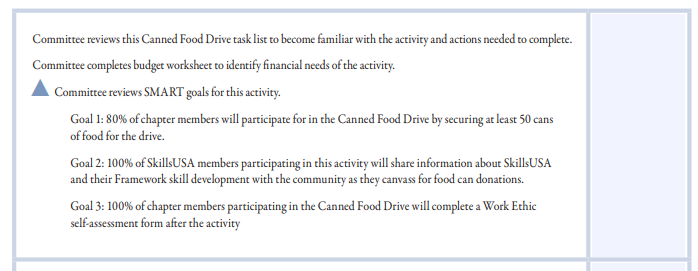 Committee reviews this Canned Food Drive task list to become familiar with the activity and actions needed to complete.
Committee completes budget worksheet to identify financial needs of the activity.
Committee reviews SMART goals for this activity.
Goal 1: 80% of chapter members will participate for in the Canned Food Drive by securing at least 50 cans
of food for the drive.
Goal 2: 100% of SkillsUSA members participating in this activity will share information about SkillsUSA
and their Framework skill development with the community as they canvass for food can donations.
Goal 3: 100% of chapter members participating in the Canned Food Drive will complete a Work Ethic
self-assessment form after the activity